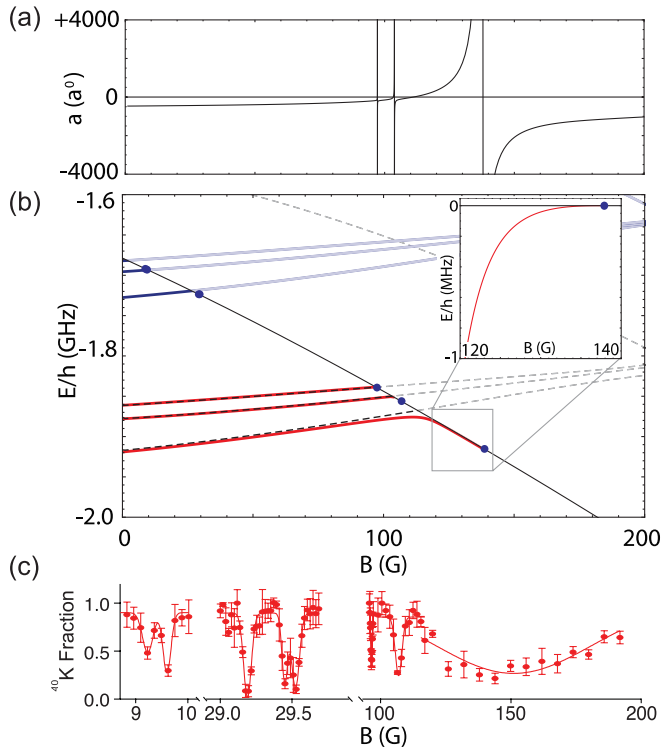 (a)
+4000
0
-4000
a (a⁰)
(b)
-1.6
-1.8
-2.0
E/h (GHz)
0
100
200
B (G)
0
-1
E/h (MHz)
120
B (G)
140
(c)
1.0
0.5
0.0
⁴⁰K Fraction
9
10
29.0
29.5
100
150
200
B (G)